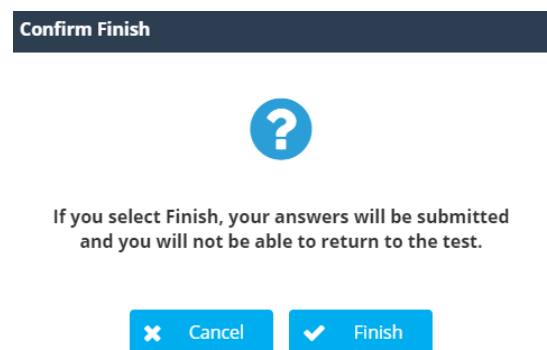 Confirm Finish
If you select Finish, your answers will be submitted
and you will not be able to return to the test.
Cancel
Finish